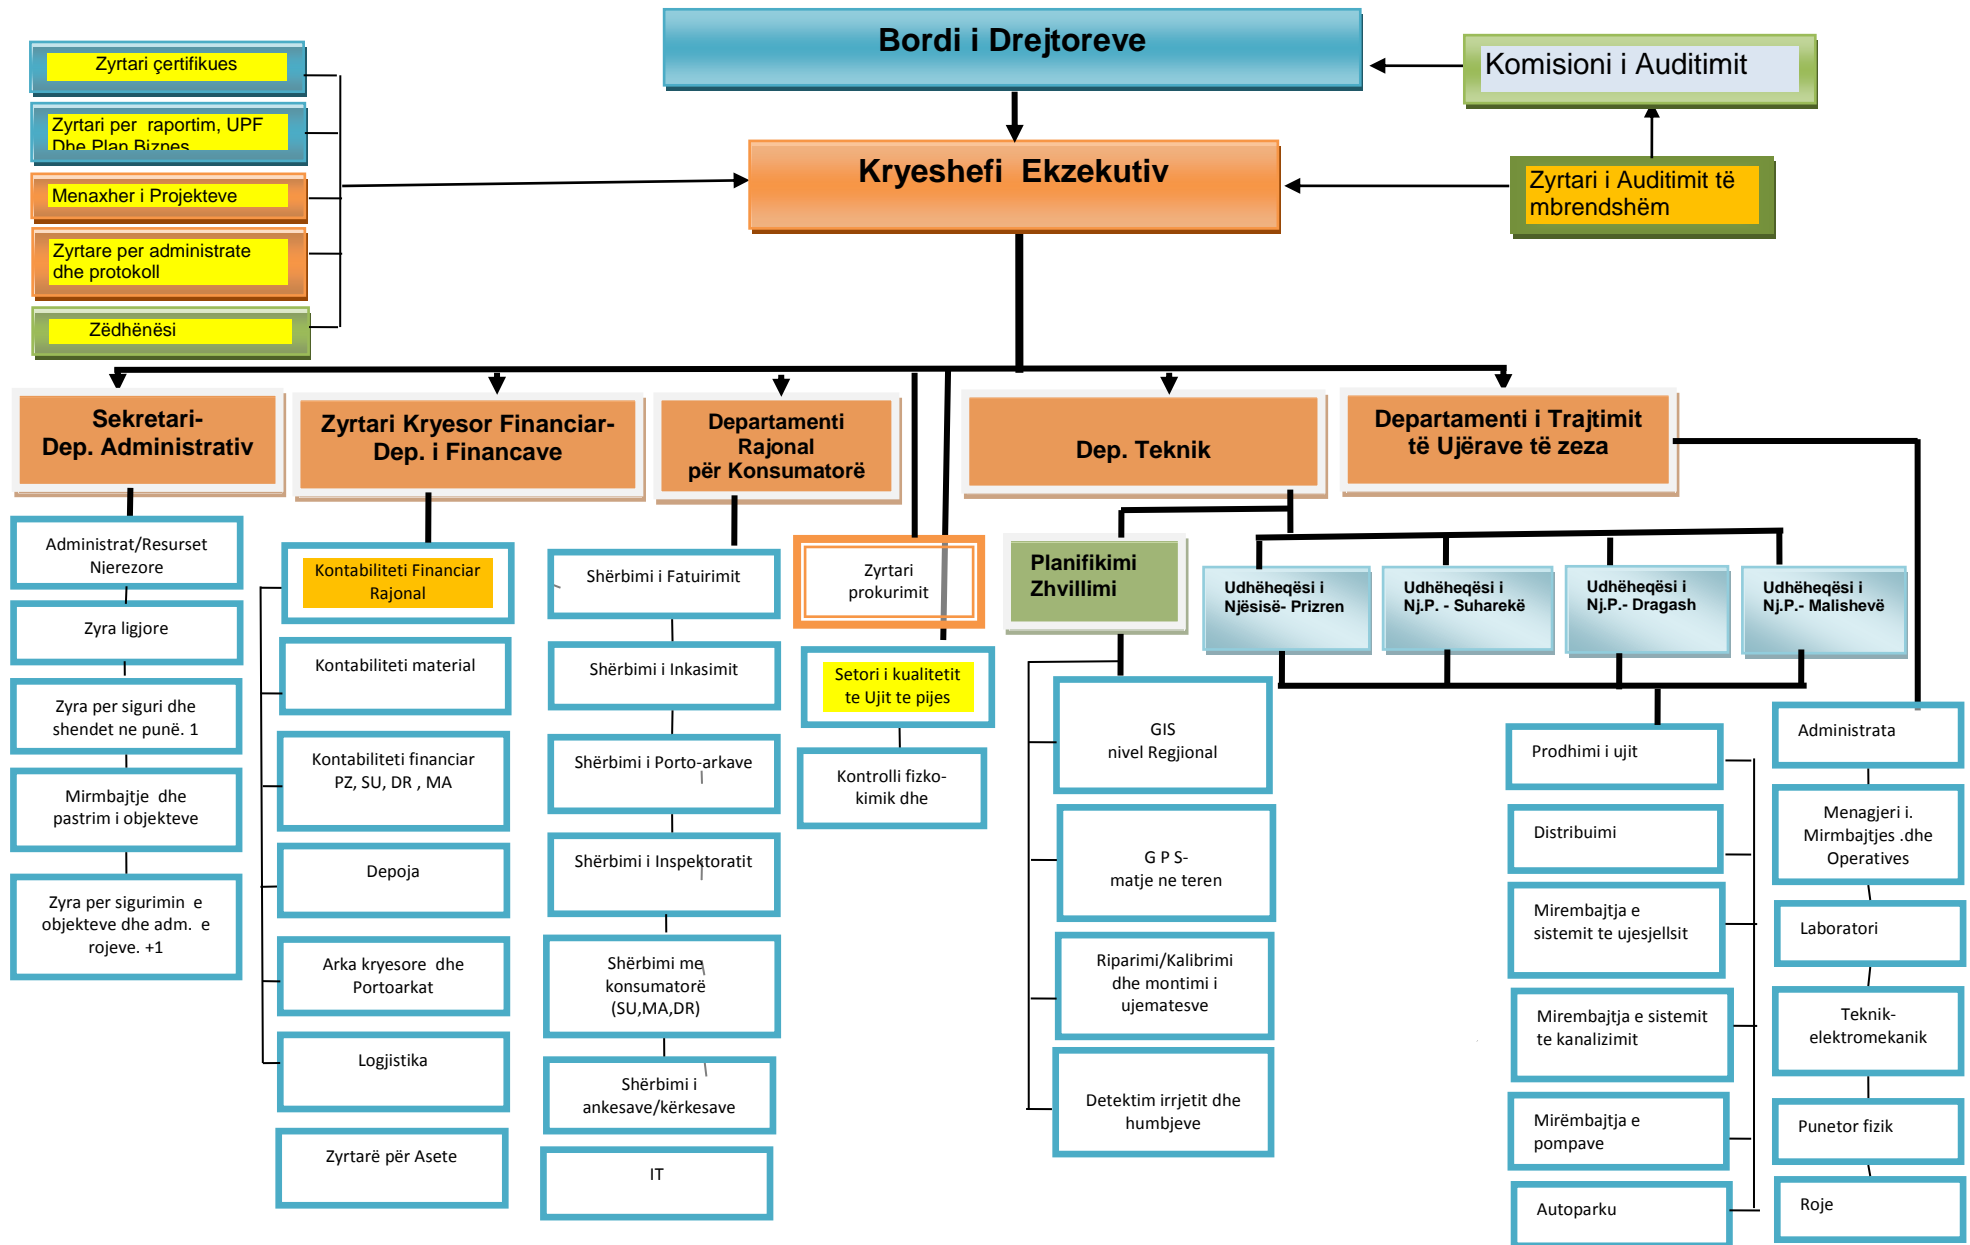 Bordi i Drejtoreve
Komisioni i Auditimit
Zyrtari çertifikues
Zyrtari per raportim, UPF
Dhe Plan Biznes
Menaxher i Projekteve
Zyrtare per administrate
dhe protokoll
Zëdhënësi
Kryeshefi Ekzekutiv
Zyrtari i Auditimit të
mbrendshëm
Sekretari-
Dep. Administrativ
Zyrtari Kryesor Financiar-
Dep. i Financave
Departamenti
Rajonal
për Konsumatorë
Dep. Teknik
Departamenti i Trajtimit
të Ujërave të zeza
Administrat/Resurset
Njerezore
Zyra ligjore
Zyra per siguri dhe
shendet ne punë. 1
Mirmbajtje dhe
pastrim i objekteve
Zyra per sigurimin e
objekteve dhe adm. e
rojeve. +1
Kontabiliteti Financiar
Rajonal
Kontabiliteti material
Kontabiliteti financiar
PZ, SU, DR , MA
Depoja
Arka kryesore dhe
Portoarkat
Logjistika
Zyrtarë për Asete
Shërbimi i Fatuirimit
Shërbimi i Inkasimit
Shërbimi i Porto-arkave
Shërbimi i Inspektoratit
Shërbimi me
konsumatorë
(SU,MA,DR)
Shërbimi i
ankesave/kërkesave
IT
Zyrtari
prokurimit
Setori i kualitetit
te Ujit te pijes
Kontrolli fizko-
kimik dhe
Planifikimi
Zhvillimi
GIS
nivel Regjional
G P S-
matje ne teren
Riparimi/Kalibrimi
dhe montimi i
ujematesve
Detektim irrjetit dhe
humbjeve
Udhëheqësi i
Njësisë- Prizren
Udhëheqësi i
Nj.P. - Suharekë
Udhëheqësi i
Nj.P.- Dragash
Udhëheqësi i
Nj.P.- Malishevë
Prodhimi i ujit
Distribuimi
Mirembajtja e
sistemit te ujesjellsit
Mirembajtja e sistemit
te kanalizimit
Mirëmbajtja e
pompave
Autoparku
Administrata
Menagjeri i.
Mirmbajtjes .dhe
Operatives
Laboratori
Teknik-
elektromekanik
Punetor fizik
Roje